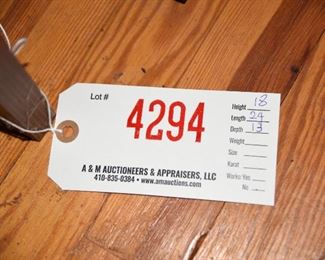 Lot #
4294
Height 18
Length 24
Depth 13
Weight
Size
Karat
Works: Yes
No
A & M AUCTIONEERS & APPRAISERS, LLC
410-835-0384 • www.amauctions.com